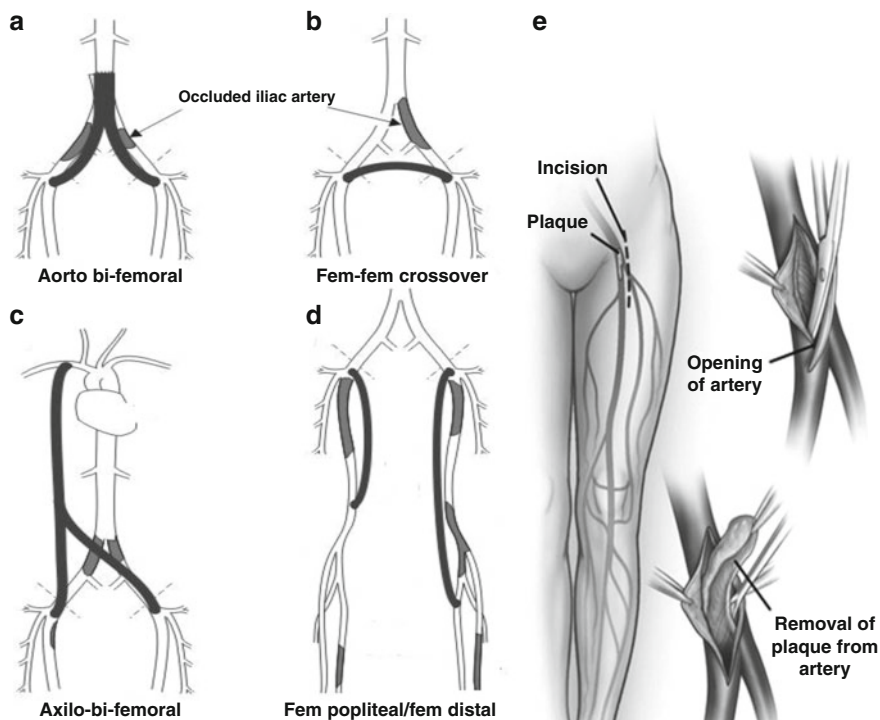 a
b
Occluded iliac artery
Aorto bi-femoral
Fem-fem crossover
c
d
Axilo-bi-femoral
Fem popliteal/fem distal
e
Incision
Plaque
Opening
of artery
Removal of
plaque from
artery